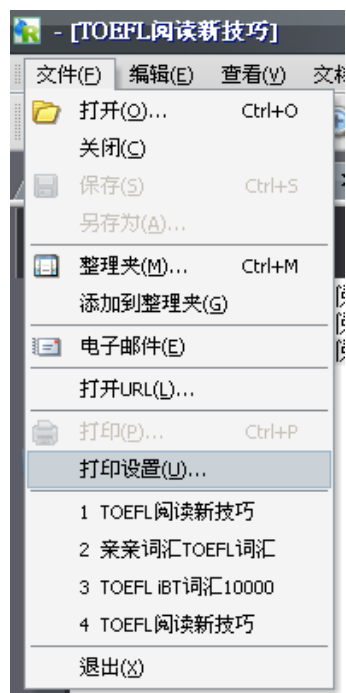 - [TOEFL阅读新技巧]
文件(F) 编辑(E) 查看(V)
打开(O)... Ctrl+O
关闭(C)
保存(S) Ctrl+S
另存为(A)...
整理夹(M)... Ctrl+M
添加到整理夹(G)
电子邮件(E)
打开URL(L)...
打印(P)... Ctrl+P
打印设置(U)...
1 TOEFL阅读新技巧
2 亲亲词汇TOEFL词汇
3 TOEFL iBT词汇10000
4 TOEFL阅读新技巧
退出(X)